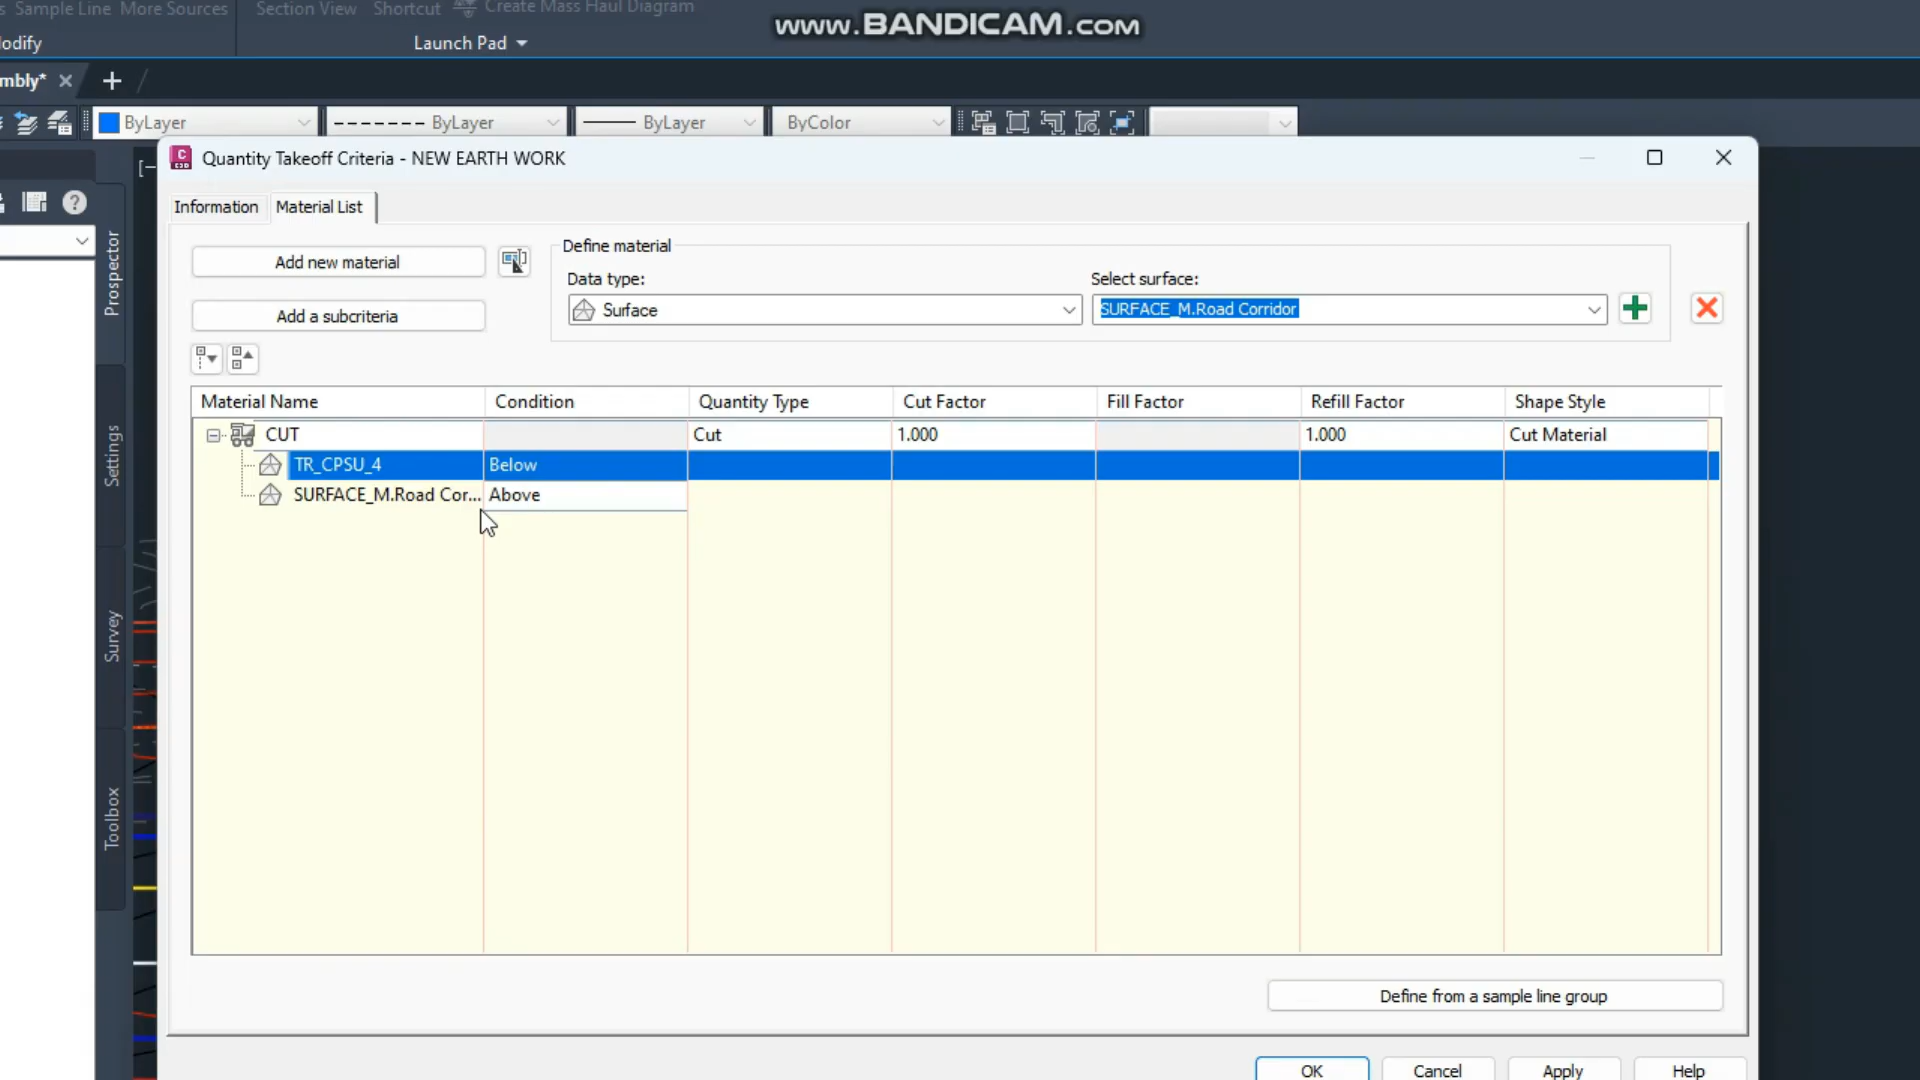 Sample Line More Sources
Section View
Shortcut
Create Mass Haul Diagram
www.BANDICAM.com
odify
Launch Pad
mbly*
ByLayer
ByLayer
ByLayer
ByColor
Quantity Takeoff Criteria - NEW EARTH WORK
Information
Material List
Add new material
Add a subcriteria
Define material
Data type:
Surface
Select surface:
SURFACE_M.Road Corridor
Material Name
Condition
Quantity Type
Cut Factor
Fill Factor
Refill Factor
Shape Style
CUT
Cut
1.000
1.000
Cut Material
TR_CPSU_4
Below
SURFACE_M.Road Cor...
Above
Prospector
Settings
Survey
Toolbox
Define from a sample line group
OK
Cancel
Apply
Help